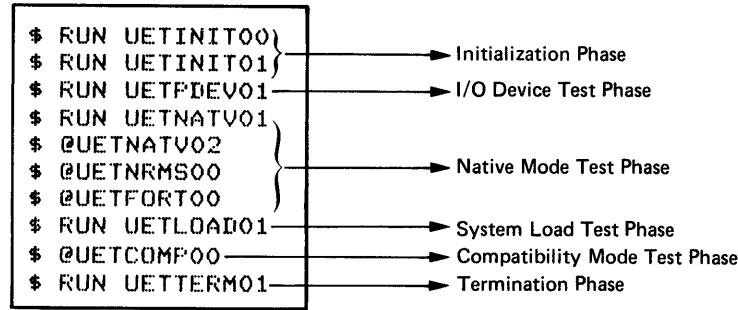 $ RUN UETINIT00
$ RUN UETINIT01
Initialization Phase
$ RUN UETPDEV01
I/O Device Test Phase
$ RUN UETNATV01
$ @UETNATV02
$ @UETNRMS00
$ @UETFORT00
Native Mode Test Phase
$ RUN UETLOAD01
System Load Test Phase
$ @UETCOMP00
Compatibility Mode Test Phase
$ RUN UETTERM01
Termination Phase